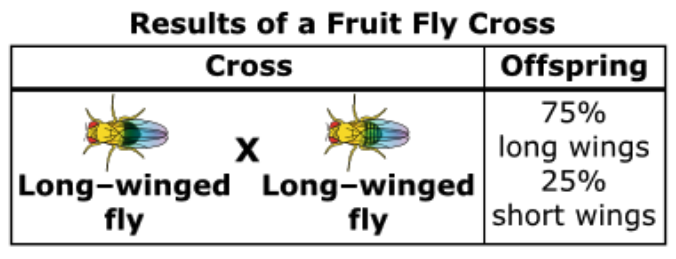 Results of a Fruit Fly Cross
Cross
Offspring
Long–winged
fly
X
Long–winged
fly
75%
long wings
25%
short wings